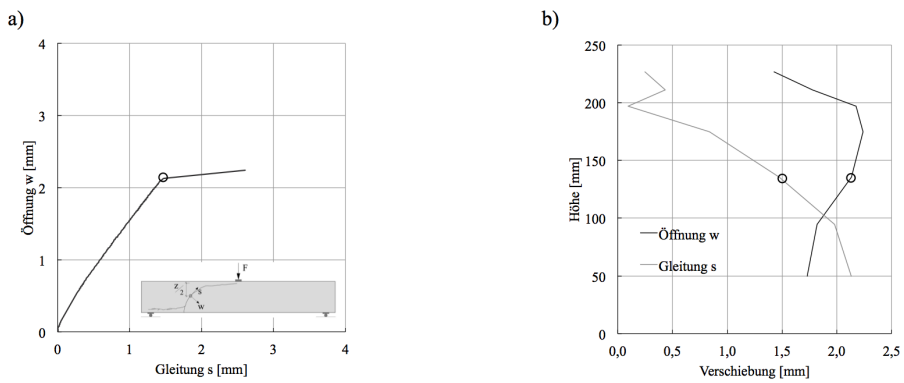 a)
4
3
2
1
0
Öffnung w [mm]
0 1 2 3 4
Gleitung s [mm]
F
z
2
s
w
b)
250
200
150
100
50
0
Höhe [mm]
Öffnung w
Gleitung s
0,0 0,5 1,0 1,5 2,0 2,5
Verschiebung [mm]